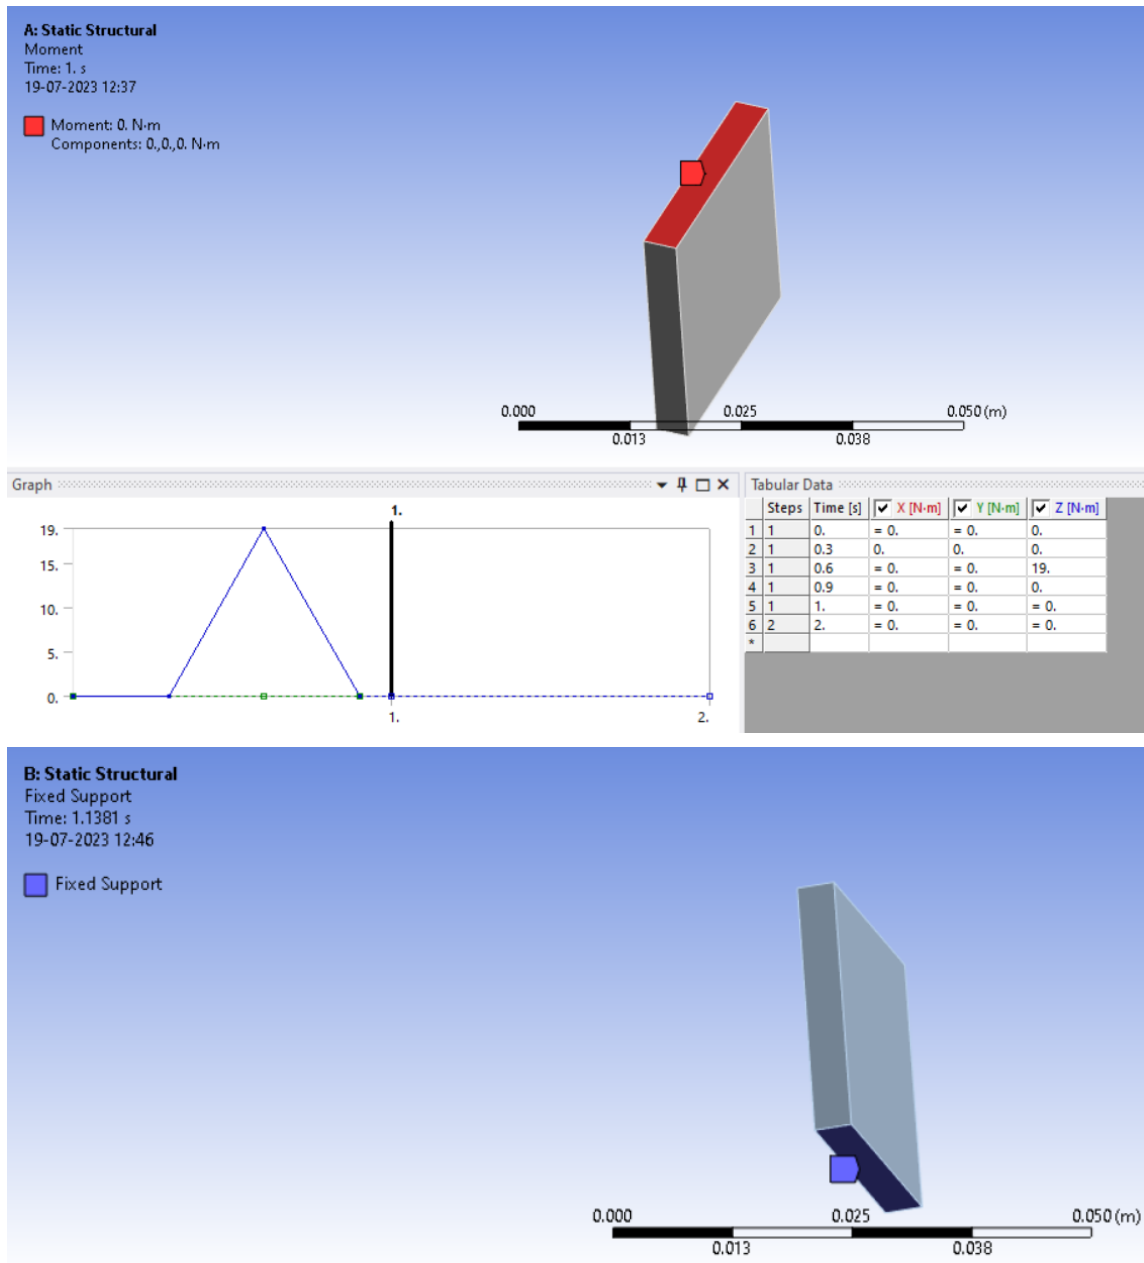 A: Static Structural
Moment
Time: 1. s
19-07-2023 12:37
Moment: 0. N·m
Components: 0.,0.,0. N·m
0.000 0.025 0.050 (m)
0.013 0.038
Graph
1.
19.
15.
10.
5.
0.
1. 2.
Tabular Data
Steps Time [s] X [N·m] Y [N·m] Z [N·m]
1 1 0. = 0. = 0. 0.
2 1 0.3 0. 0. 0.
3 1 0.6 = 0. = 0. 19.
4 1 0.9 = 0. = 0. 0.
5 1 1. = 0. = 0. = 0.
6 2 2. = 0. = 0. = 0.
*
B: Static Structural
Fixed Support
Time: 1.1381 s
19-07-2023 12:46
Fixed Support
0.000 0.025 0.050 (m)
0.013 0.038